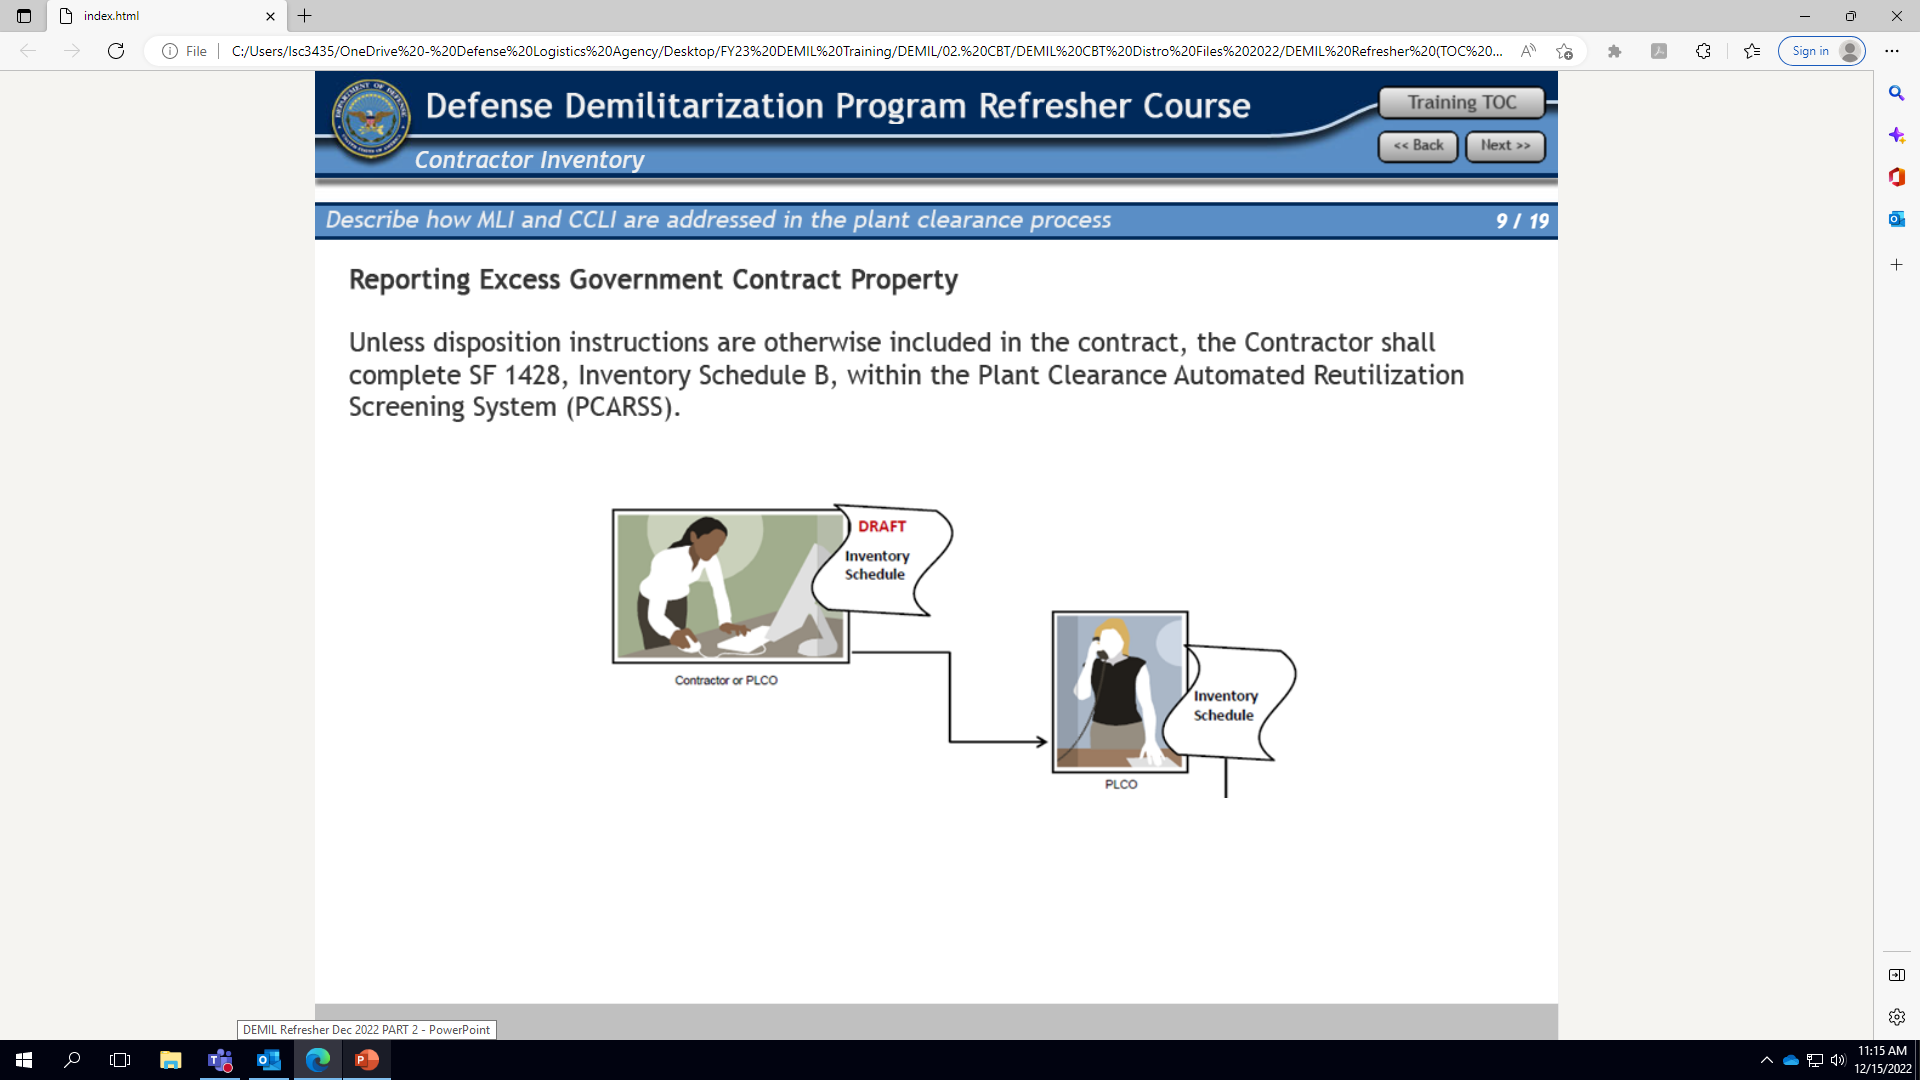 index.html
File
C:/Users/lsc3435/OneDrive%20-%20Defense%20Logistics%20Agency/Desktop/FY23%20DEMIL%20Training/DEMIL/02.%20CBT/DEMIL%20CBT%20Distro%20Files%202022/DEMIL%20Refresher%20(TOC%20...
Sign in
Defense Demilitarization Program Refresher Course
Training TOC
<< Back
Next >>
Contractor Inventory
Describe how MLI and CCLI are addressed in the plant clearance process
9 / 19
Reporting Excess Government Contract Property
Unless disposition instructions are otherwise included in the contract, the Contractor shall
complete SF 1428, Inventory Schedule B, within the Plant Clearance Automated Reutilization
Screening System (PCARSS).
DRAFT
Inventory
Schedule
Contractor or PLCO
Inventory
Schedule
PLCO
DEMIL Refresher Dec 2022 PART 2 - PowerPoint
11:15 AM
12/15/2022